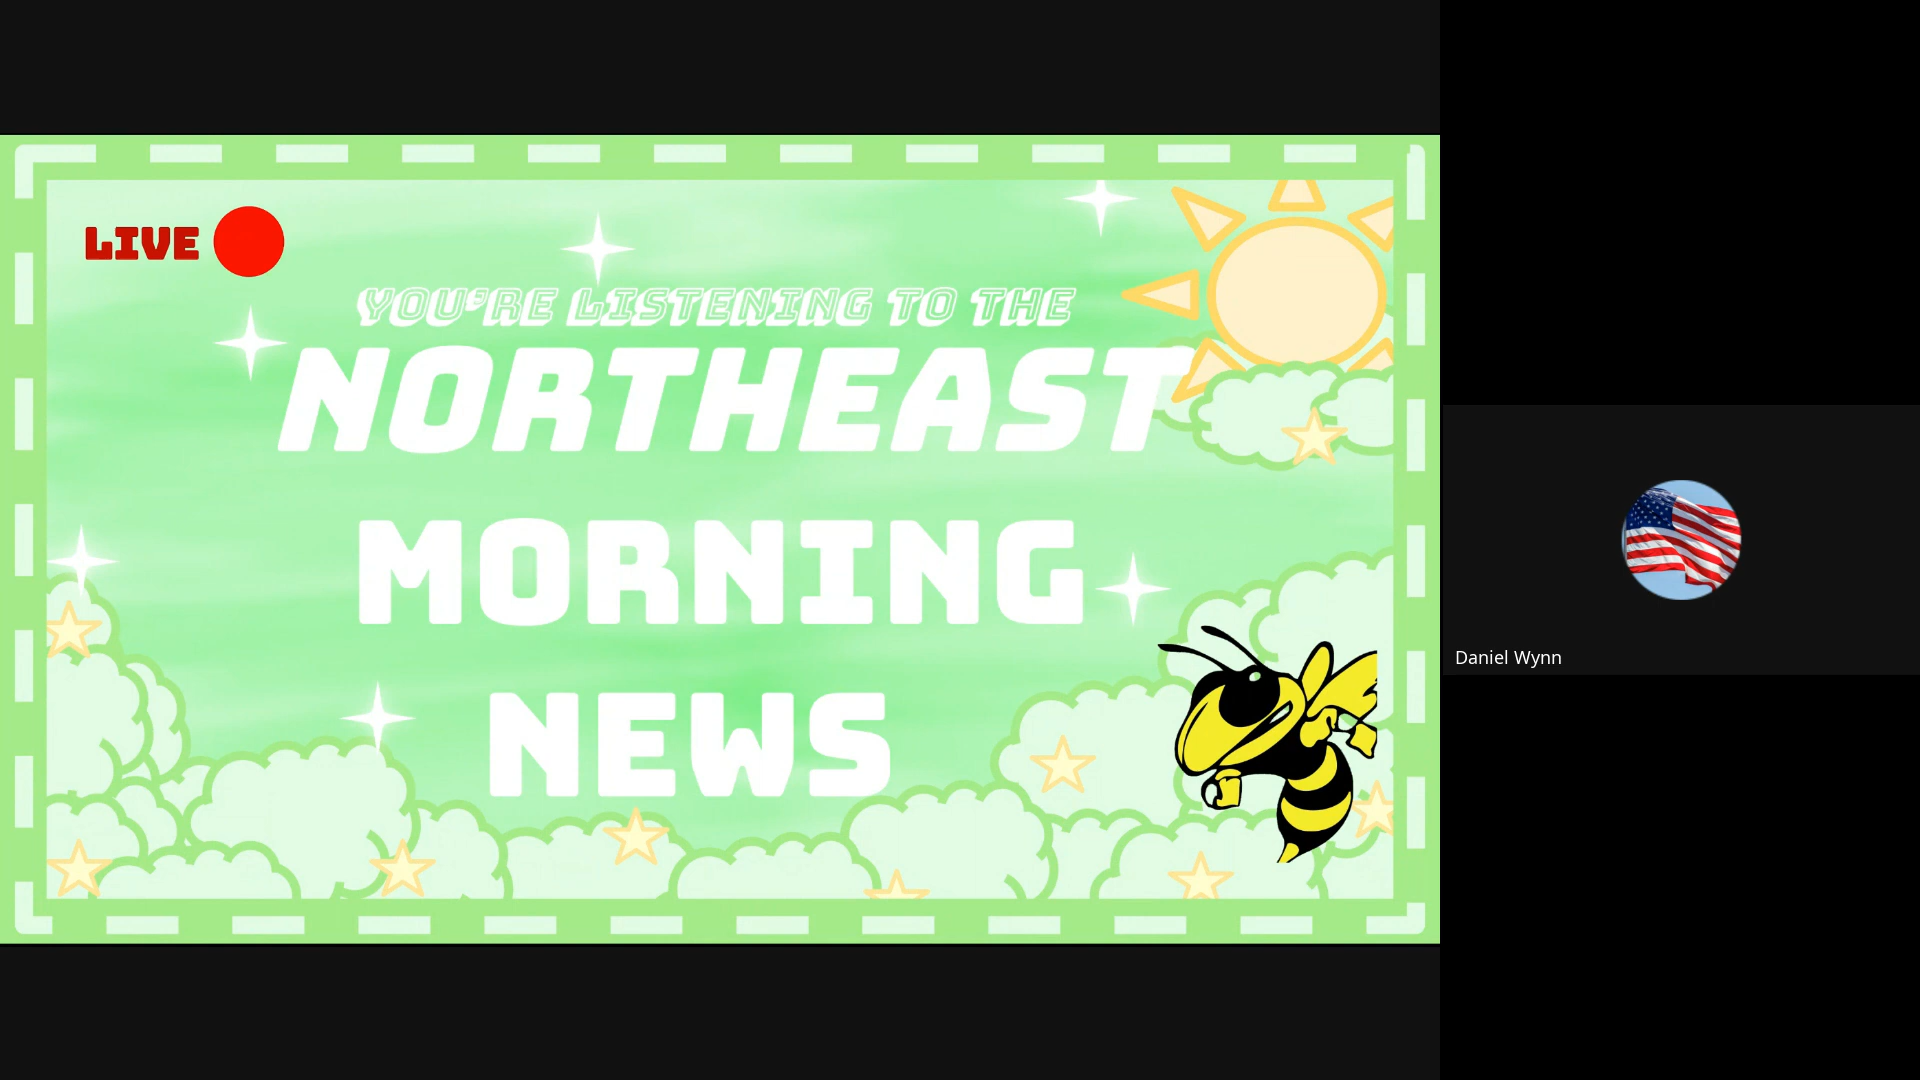 LIVE
YOU'RE LISTENING TO THE
NORTHEAST
MORNING
NEWS
Daniel Wynn